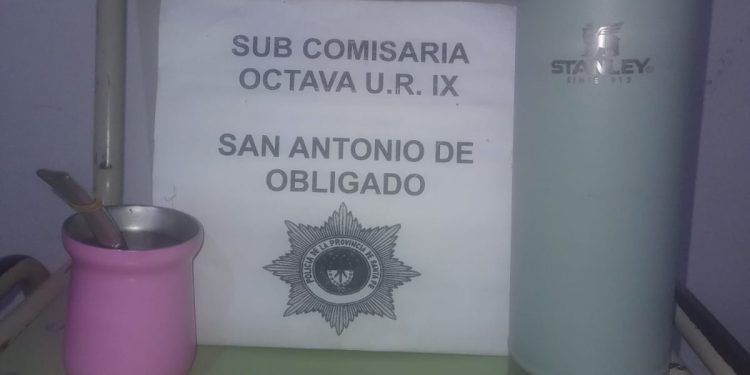 SUB COMISARIA
OCTAVA U.R. IX
SAN ANTONIO DE
OBLIGADO
POLICIA DE LA PROVINCIA DE SANTA FE
STANLEY